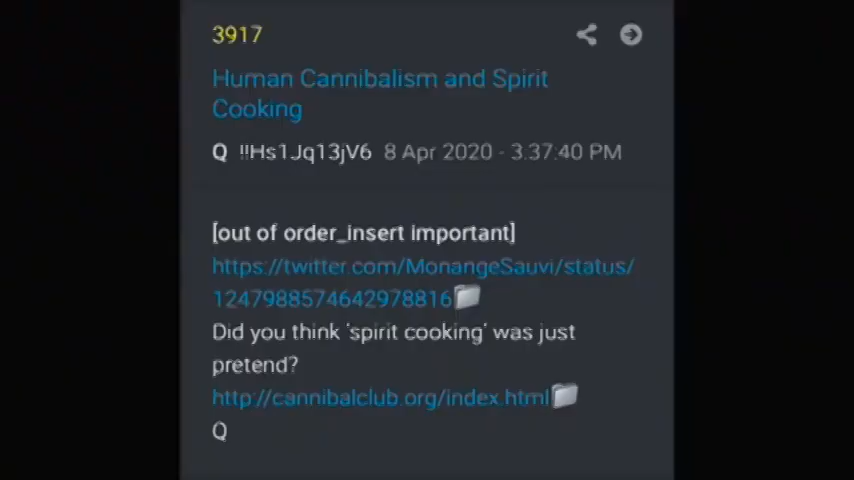 3917
Human Cannibalism and Spirit
Cooking
Q !!Hs1Jq13jV6 8 Apr 2020 - 3:37:40 PM
[out of order_insert important]
https://twitter.com/MonangeSauvi/status/
1247988574642978816
Did you think 'spirit cooking' was just
pretend?
http://cannibalclub.org/index.html
Q